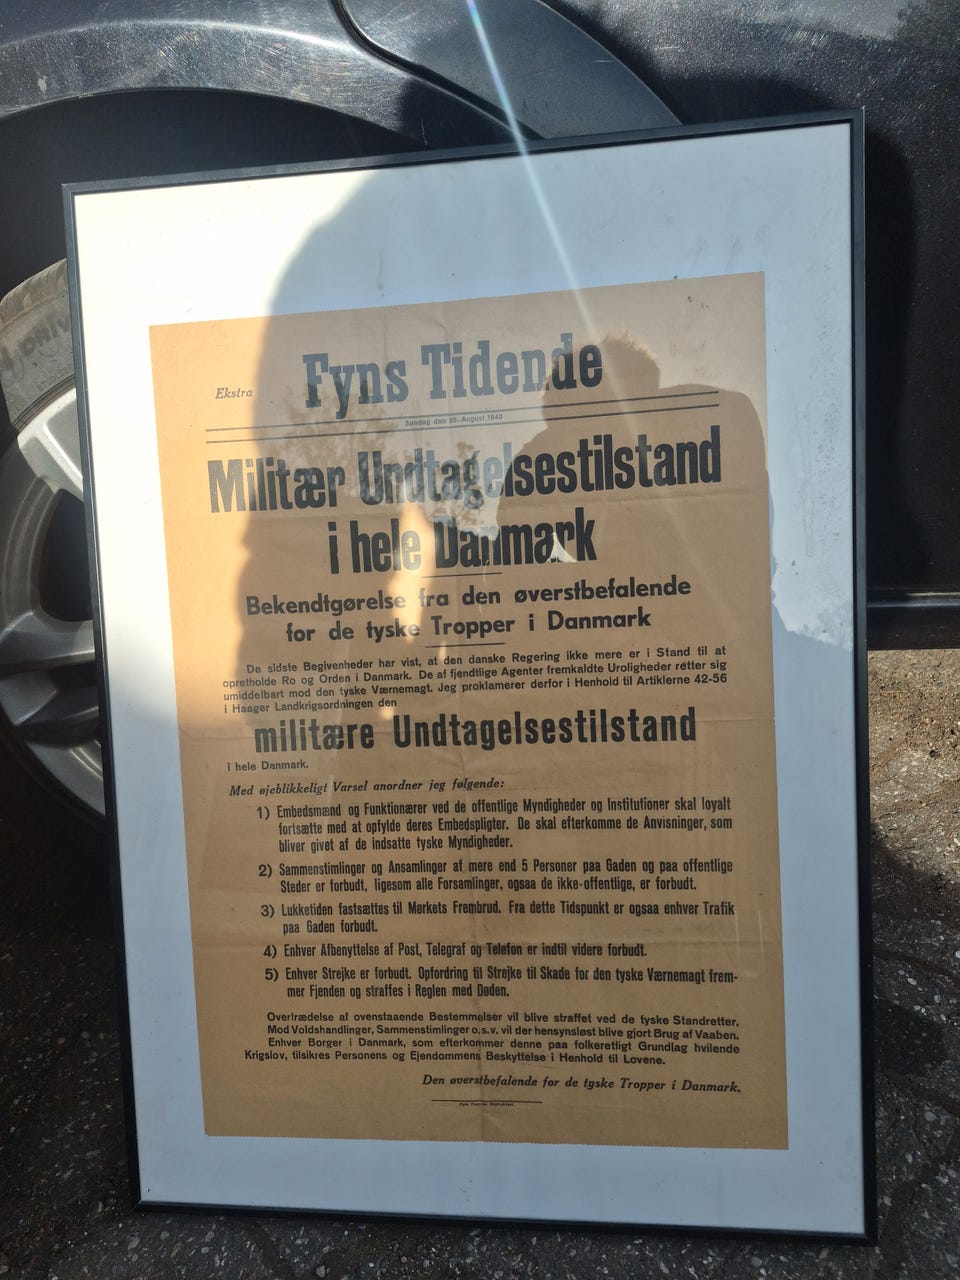 Ekstra
Fyns Tidende
Søndag den 29. August 1943
Militær Undtagelsestilstand
i hele Danmark
Bekendtgørelse fra den øverstbefalende
for de tyske Tropper i Danmark
De sidste Begivenheder har vist, at den danske Regering ikke mere er i Stand til at
opretholde Ro og Orden i Danmark. De af fjendtlige Agenter fremkaldte Uroligheder retter sig
umiddelbart mod den tyske Værnemagt. Jeg proklamerer derfor i Henhold til Artiklerne 42-56
i Haager Landkrigsordningen den
militære Undtagelsestilstand
i hele Danmark.
Med øjeblikkeligt Varsel anordner jeg følgende:
1) Embedsmænd og Funktionærer ved de offentlige Myndigheder og Institutioner skal loyalt
fortsætte med at opfylde deres Embedspligter. De skal efterkomme de Anvisninger, som
bliver givet af de indsatte tyske Myndigheder.
2) Sammenstimlinger og Ansamlinger af mere end 5 Personer paa Gaden og paa offentlige
Steder er forbudt, ligesom alle Forsamlinger, ogsaa de ikke-offentlige, er forbudt.
3) Lukketiden fastsættes til Mørkets Frembrud. Fra dette Tidspunkt er ogsaa enhver Trafik
paa Gaden forbudt.
4) Enhver Afbenyttelse af Post, Telegraf og Telefon er indtil videre forbudt.
5) Enhver Strejke er forbudt. Opfordring til Strejke til Skade for den tyske Værnemagt frem-
mer Fjenden og straffes i Reglen med Døden.
Overtrædelse af ovenstaaende Bestemmelser vil blive straffet ved de tyske Standretter.
Mod Voldshandlinger, Sammenstimlinger o.s.v. vil der hensynsløst blive gjort Brug af Vaaben.
Enhver Borger i Danmark, som efterkommer denne paa folkeretligt Grundlag hvilende
Krigslov, tilsikres Personens og Ejendommens Beskyttelse i Henhold til Lovene.
Den øverstbefalende for de tyske Tropper i Danmark.